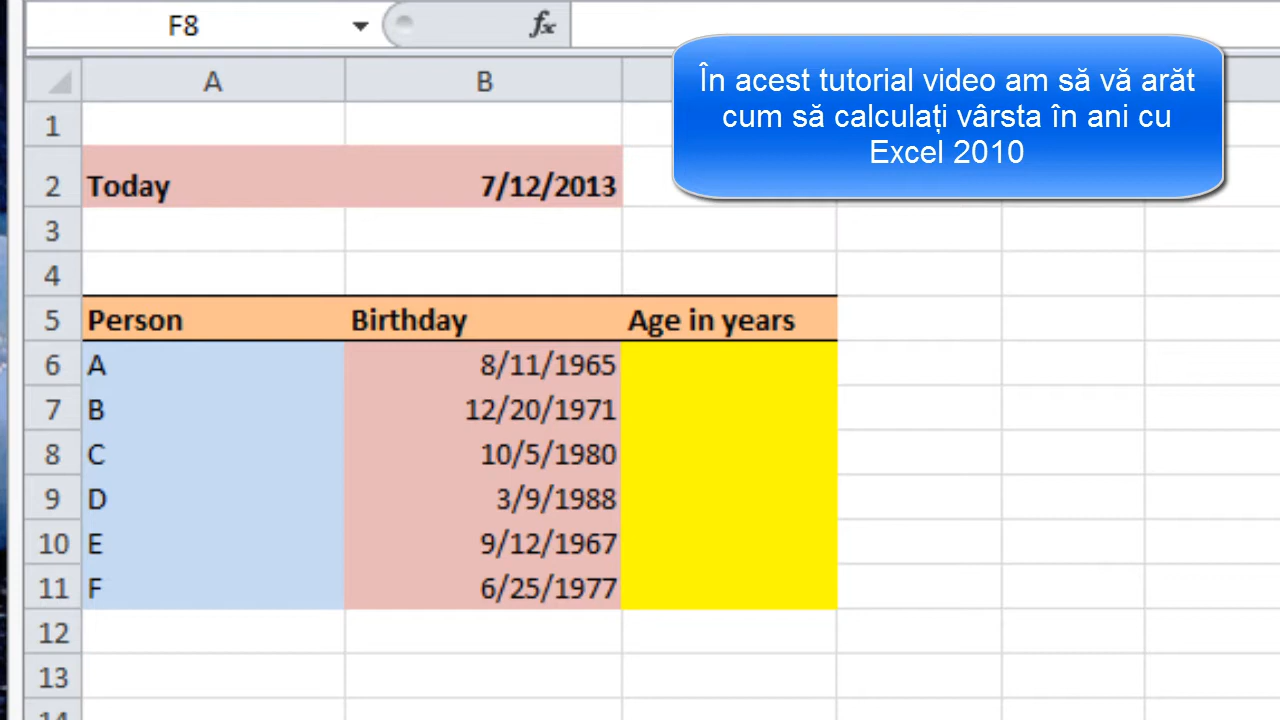 F8 fx
În acest tutorial video am să vă arăt
cum să calculați vârsta în ani cu
Excel 2010
A B
1
2 Today 7/12/2013
3
4
5 Person Birthday Age in years
6 A 8/11/1965
7 B 12/20/1971
8 C 10/5/1980
9 D 3/9/1988
10 E 9/12/1967
11 F 6/25/1977
12
13
14